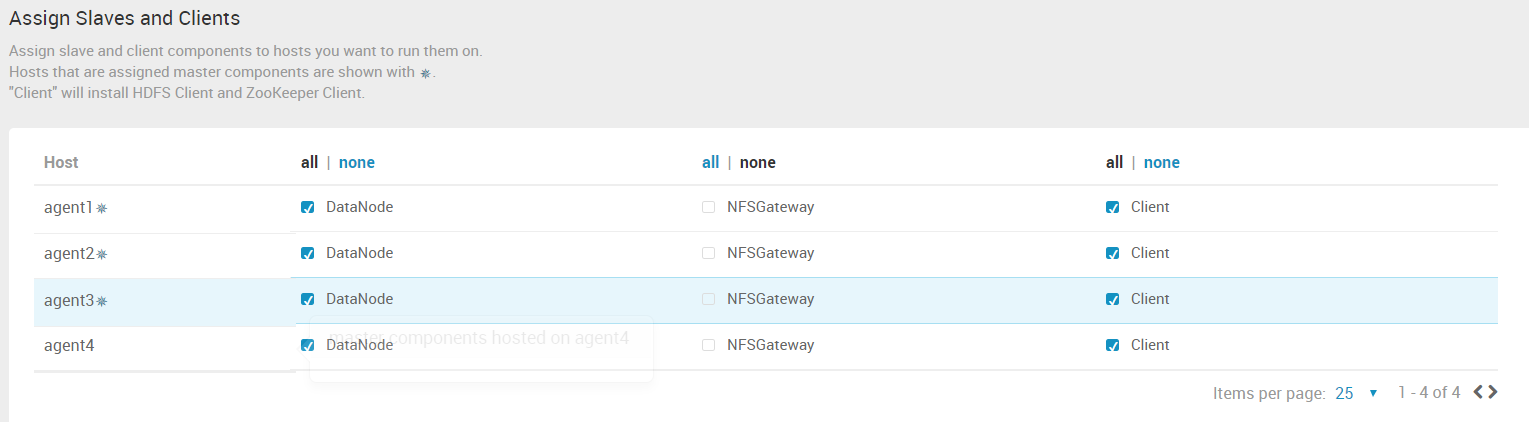 Assign Slaves and Clients
Assign slave and client components to hosts you want to run them on.
Hosts that are assigned master components are shown with ✵.
"Client" will install HDFS Client and ZooKeeper Client.
Host all | none all | none all | none
agent1✵ DataNode NFSGateway Client
agent2✵ DataNode NFSGateway Client
agent3✵ DataNode NFSGateway Client
master components hosted on agent4
agent4 DataNode NFSGateway Client
Items per page: 25 1 - 4 of 4